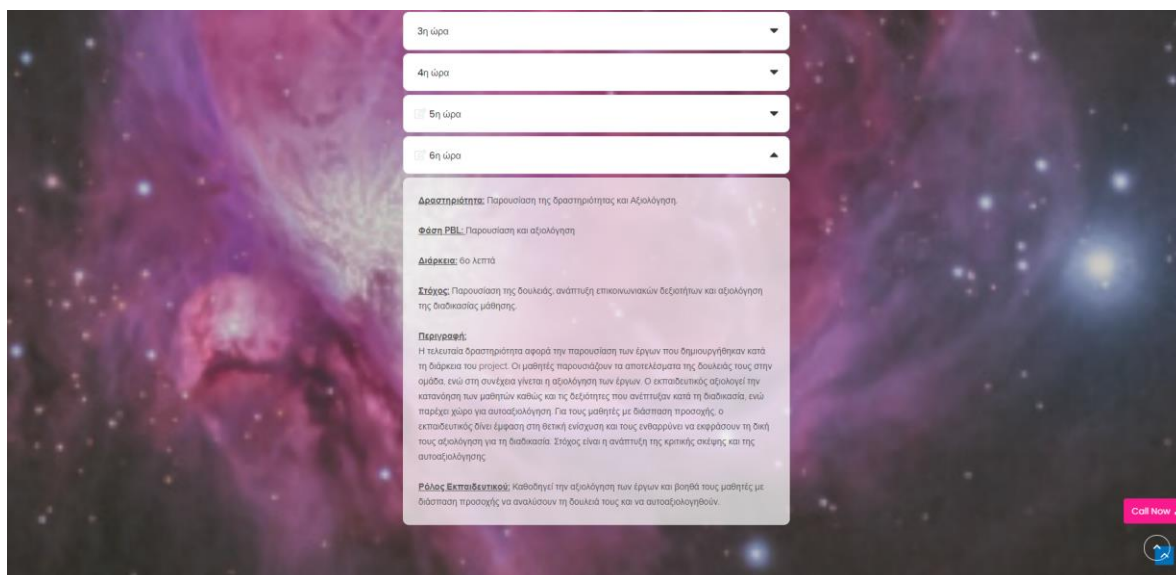 3η ώρα
4η ώρα
5η ώρα
6η ώρα
Δραστηριότητα: Παρουσίαση της δραστηριότητας και Αξιολόγηση.
Φάση PBL: Παρουσίαση και αξιολόγηση
Διάρκεια: 60 λεπτά
Στόχος: Παρουσίαση της δουλειάς, ανάπτυξη επικοινωνιακών δεξιοτήτων και αξιολόγηση
της διαδικασίας μάθησης.
Περιγραφή:
Η τελευταία δραστηριότητα αφορά την παρουσίαση των έργων που δημιουργήθηκαν κατά
τη διάρκεια του project. Οι μαθητές παρουσιάζουν τα αποτελέσματα της δουλειάς τους στην
ομάδα, ενώ στη συνέχεια γίνεται η αξιολόγηση των έργων. Ο εκπαιδευτικός αξιολογεί την
κατανόηση των μαθητών καθώς και τις δεξιότητες που ανέπτυξαν κατά τη διαδικασία, ενώ
παρέχει χώρο για αυτοαξιολόγηση. Για τους μαθητές με διάσπαση προσοχής, ο
εκπαιδευτικός δίνει έμφαση στη θετική ενίσχυση και τους ενθαρρύνει να εκφράσουν τη δική
τους αξιολόγηση για τη διαδικασία. Στόχος είναι η ανάπτυξη της κριτικής σκέψης και της
αυτοαξιολόγησης.
Ρόλος Εκπαιδευτικού: Καθοδηγεί την αξιολόγηση των έργων και βοηθά τους μαθητές με
διάσπαση προσοχής να αναλύσουν τη δουλειά τους και να αυτοαξιολογηθούν.
Call Now